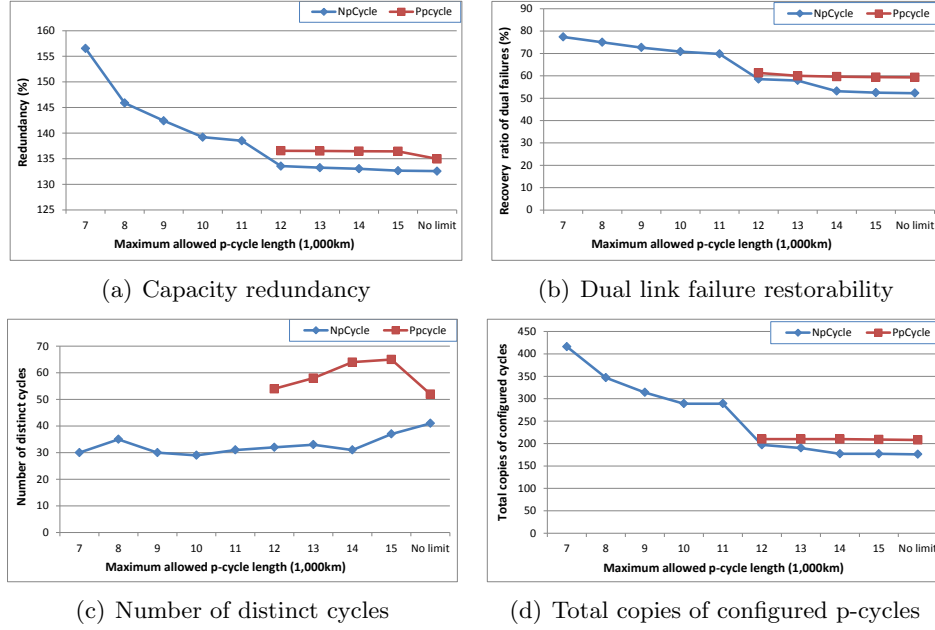 NpCycle Ppcycle
160
155
150
145
140
135
130
125
Redundancy (%)
7 8 9 10 11 12 13 14 15 No limit
Maximum allowed p-cycle length (1,000km)
(a) Capacity redundancy
NpCycle Ppcycle
90
80
70
60
50
40
30
20
10
0
Recovery ratio of dual failures (%)
7 8 9 10 11 12 13 14 15 No limit
Maximum allowed p-cycle length (1,000km)
(b) Dual link failure restorability
NpCycle Ppcycle
70
60
50
40
30
20
10
0
Number of distinct cycles
7 8 9 10 11 12 13 14 15 No limit
Maximum allowed p-cycle length (1,000km)
(c) Number of distinct cycles
NpCycle PpCycle
450
400
350
300
250
200
150
100
50
0
Total copies of configured cycles
7 8 9 10 11 12 13 14 15 No limit
Maximum allowed p-cycle length (1,000km)
(d) Total copies of configured p-cycles